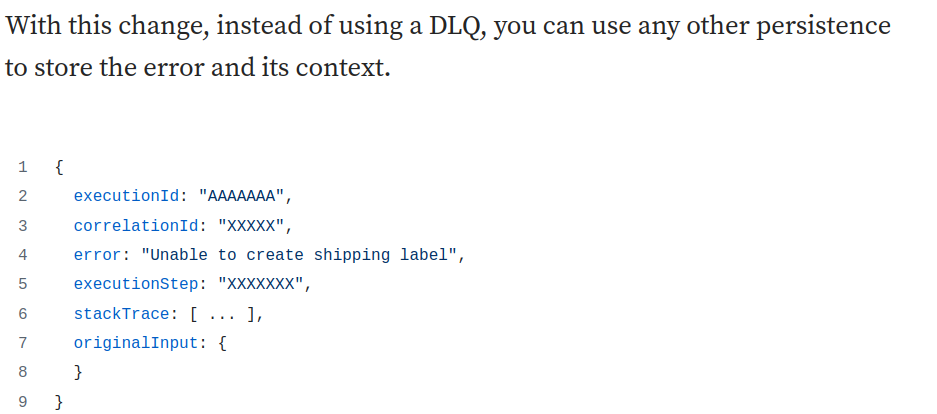 With this change, instead of using a DLQ, you can use any other persistence
to store the error and its context.
1 {
2 executionId: "AAAAAAA",
3 correlationId: "XXXXX",
4 error: "Unable to create shipping label",
5 executionStep: "XXXXXXX",
6 stackTrace: [ ... ],
7 originalInput: {
8 }
9 }